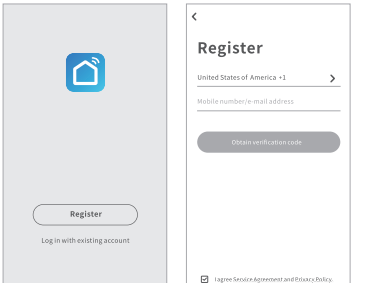 Register
Log in with existing account
Register
United States of America +1
Mobile number/e-mail address
Obtain verification code
I agree Service Agreement and Privacy Policy.